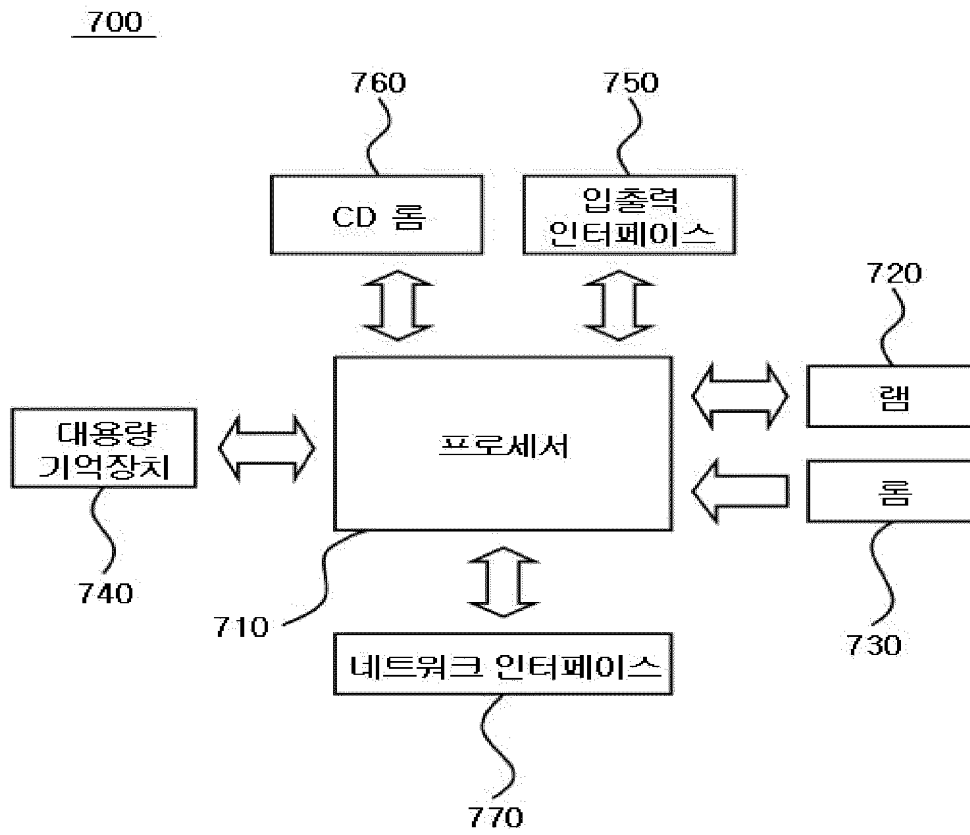 700
760
750
CD 롬
입출력
인터페이스
720
램
대용량
기억장치
프로세서
롬
740
710
730
네트워크 인터페이스
770